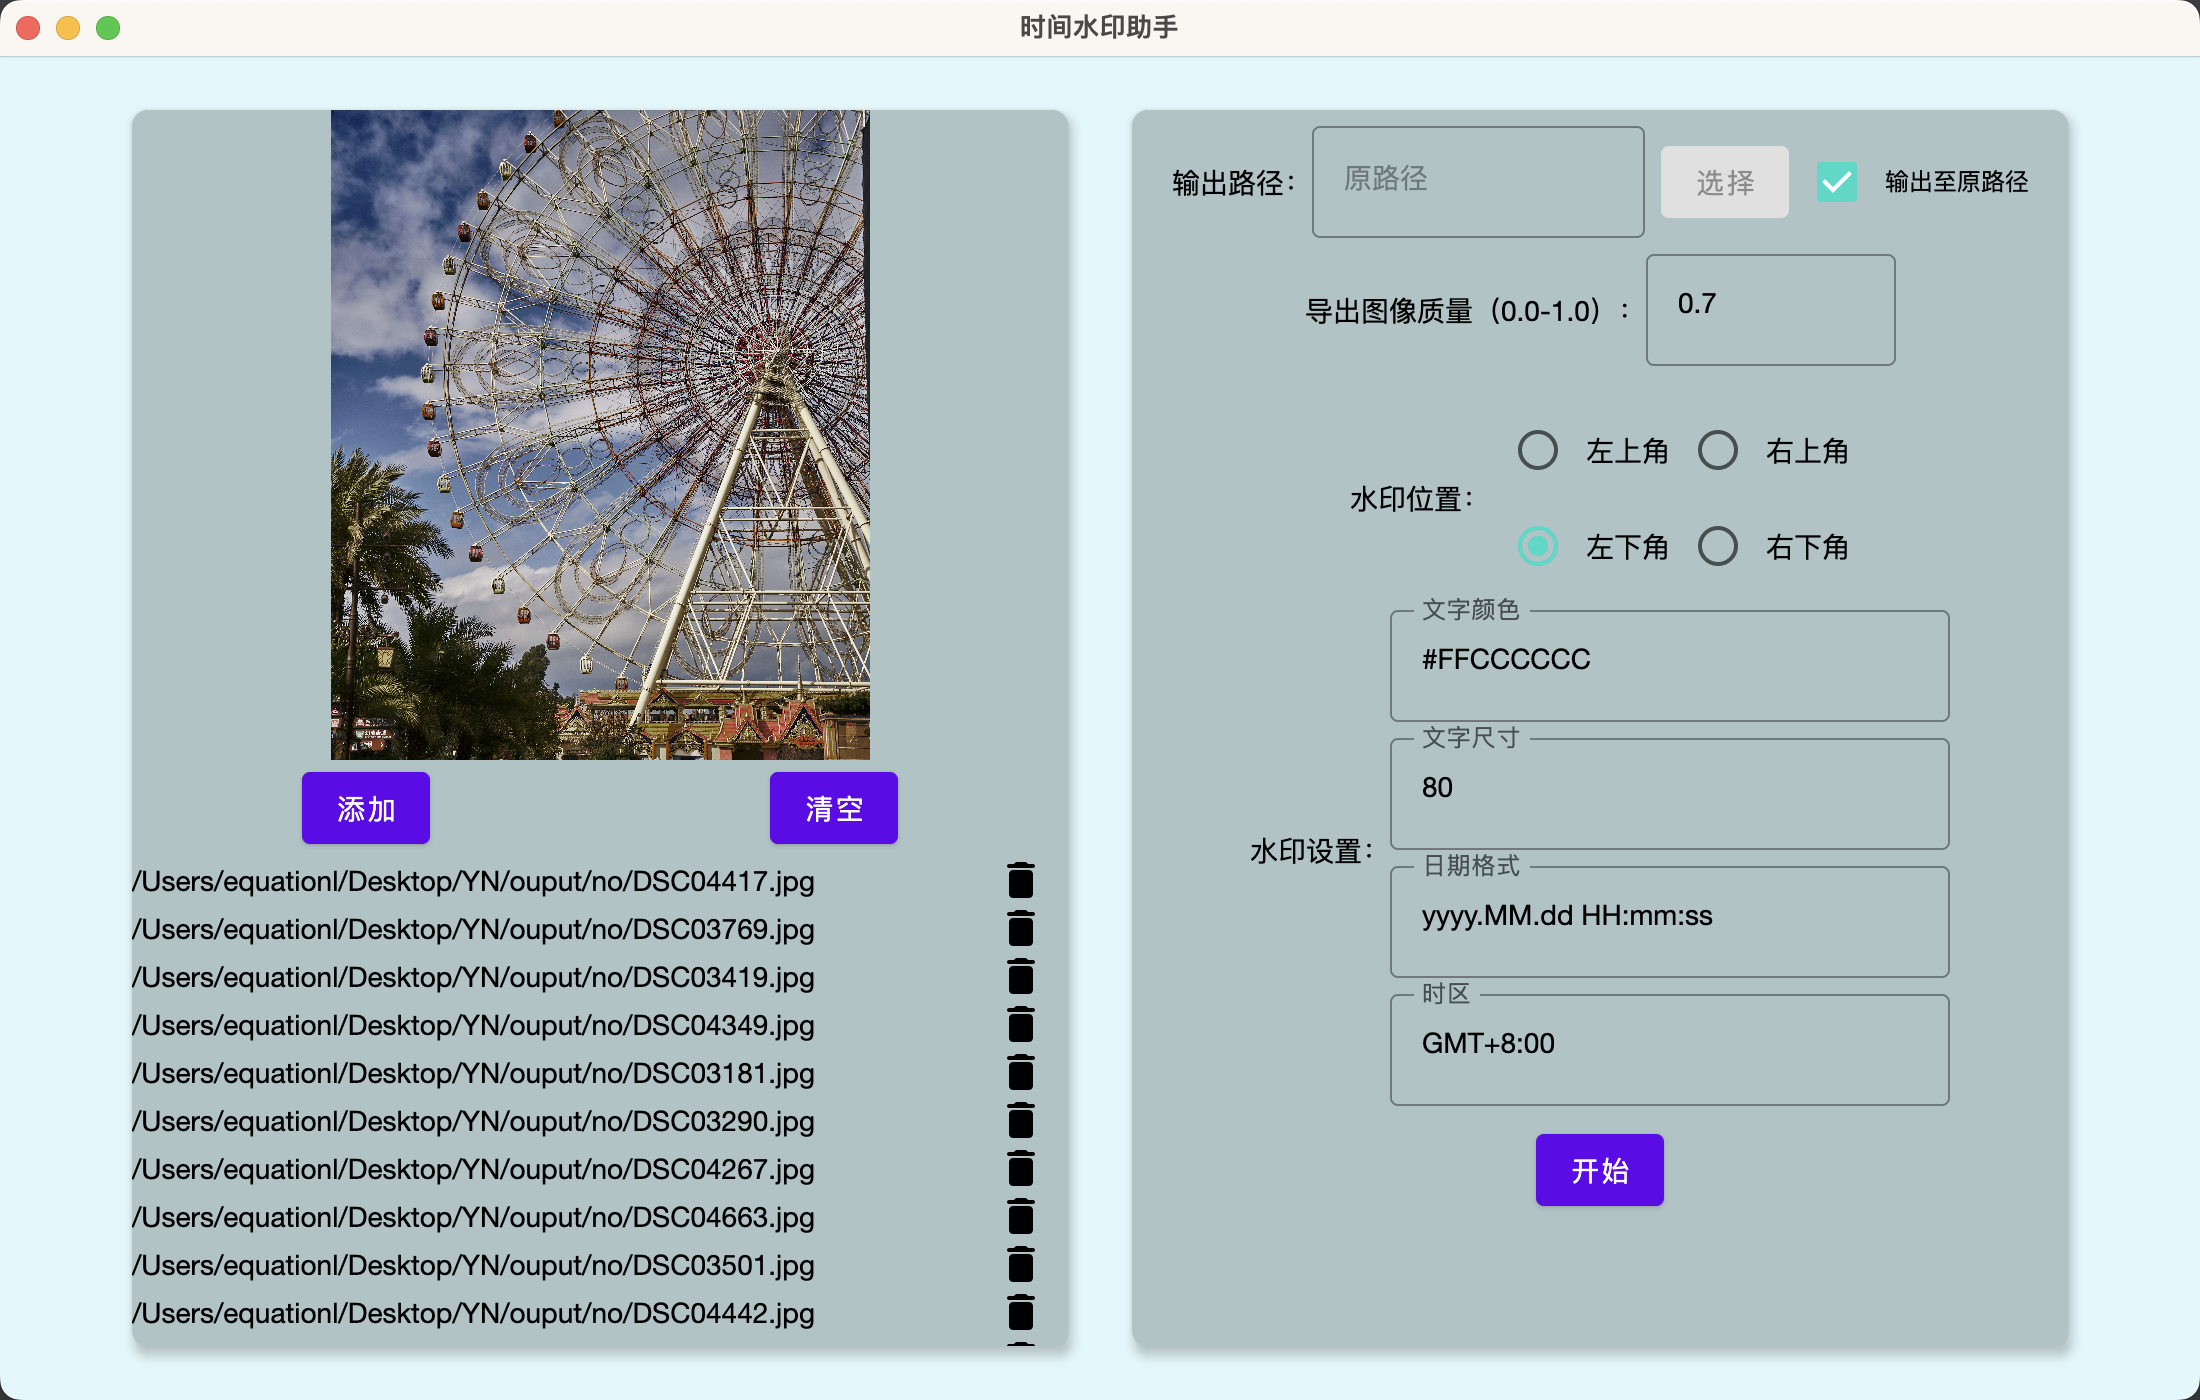 时间水印助手
添加
清空
/Users/equationl/Desktop/YN/ouput/no/DSC04417.jpg
/Users/equationl/Desktop/YN/ouput/no/DSC03769.jpg
/Users/equationl/Desktop/YN/ouput/no/DSC03419.jpg
/Users/equationl/Desktop/YN/ouput/no/DSC04349.jpg
/Users/equationl/Desktop/YN/ouput/no/DSC03181.jpg
/Users/equationl/Desktop/YN/ouput/no/DSC03290.jpg
/Users/equationl/Desktop/YN/ouput/no/DSC04267.jpg
/Users/equationl/Desktop/YN/ouput/no/DSC04663.jpg
/Users/equationl/Desktop/YN/ouput/no/DSC03501.jpg
/Users/equationl/Desktop/YN/ouput/no/DSC04442.jpg
输出路径：
原路径
选择
输出至原路径
导出图像质量（0.0-1.0）：
0.7
水印位置：
左上角
右上角
左下角
右下角
水印设置：
文字颜色
#FFCCCCCC
文字尺寸
80
日期格式
yyyy.MM.dd HH:mm:ss
时区
GMT+8:00
开始